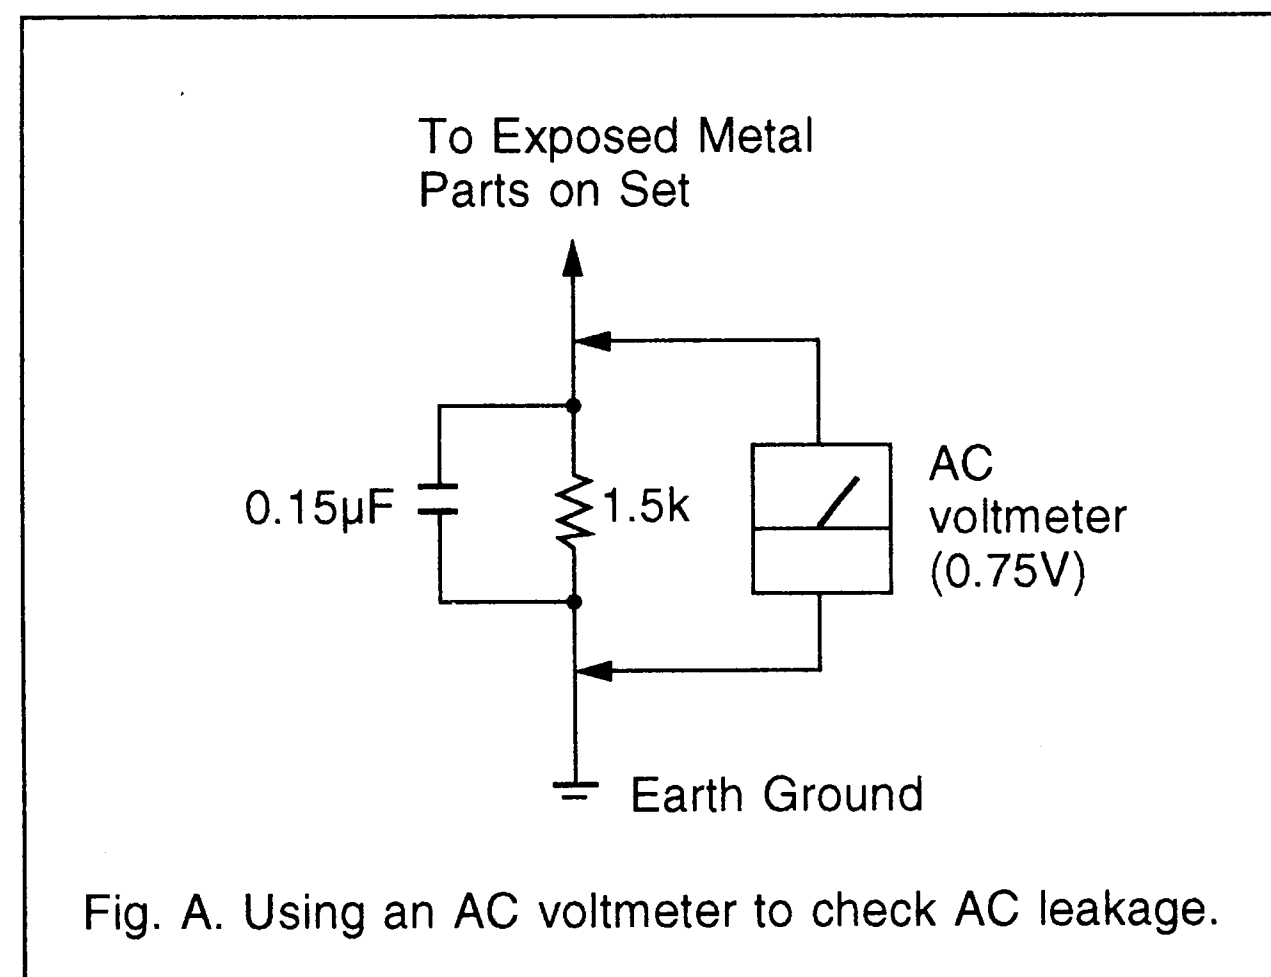 To Exposed Metal
Parts on Set
0.15µF
1.5k
AC
voltmeter
(0.75V)
Earth Ground
Fig. A. Using an AC voltmeter to check AC leakage.